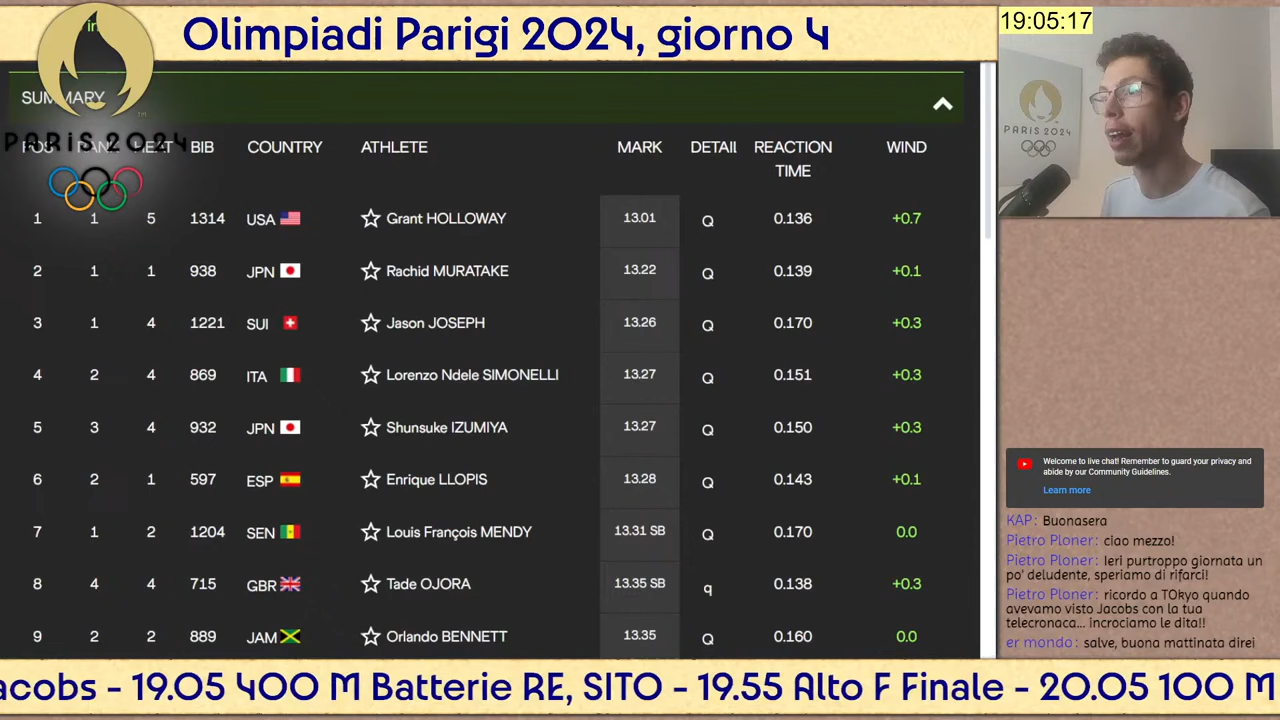 Olimpiadi Parigi 2024, giorno 4
19:05:17
SUMMARY
PARIS 2024
PARIS 2024
BIB COUNTRY ATHLETE MARK DETAIL REACTION TIME WIND
1 1 5 1314 USA Grant HOLLOWAY 13.01 Q 0.136 +0.7
2 1 1 938 JPN Rachid MURATAKE 13.22 Q 0.139 +0.1
3 1 4 1221 SUI Jason JOSEPH 13.26 Q 0.170 +0.3
4 2 4 869 ITA Lorenzo Ndele SIMONELLI 13.27 Q 0.151 +0.3
5 3 4 932 JPN Shunsuke IZUMIYA 13.27 Q 0.150 +0.3
6 2 1 597 ESP Enrique LLOPIS 13.28 Q 0.143 +0.1
7 1 2 1204 SEN Louis François MENDY 13.31 SB Q 0.170 0.0
8 4 4 715 GBR Tade OJORA 13.35 SB q 0.138 +0.3
9 2 2 889 JAM Orlando BENNETT 13.35 Q 0.160 0.0
Welcome to live chat! Remember to guard your privacy and
abide by our Community Guidelines.
Learn more
KAP: Buonasera
Pietro Ploner: ciao mezzo!
Pietro Ploner: Ieri purtroppo giornata un
po' deludente, speriamo di rifarci!
Pietro Ploner: ricordo a TOkyo quando
avevamo visto Jacobs con la tua
telecronaca... incrociamo le dita!!
er mondo: salve, buona mattinata direi
acobs - 19.05 400 M Batterie RE, SITO - 19.55 Alto F Finale - 20.05 100 M